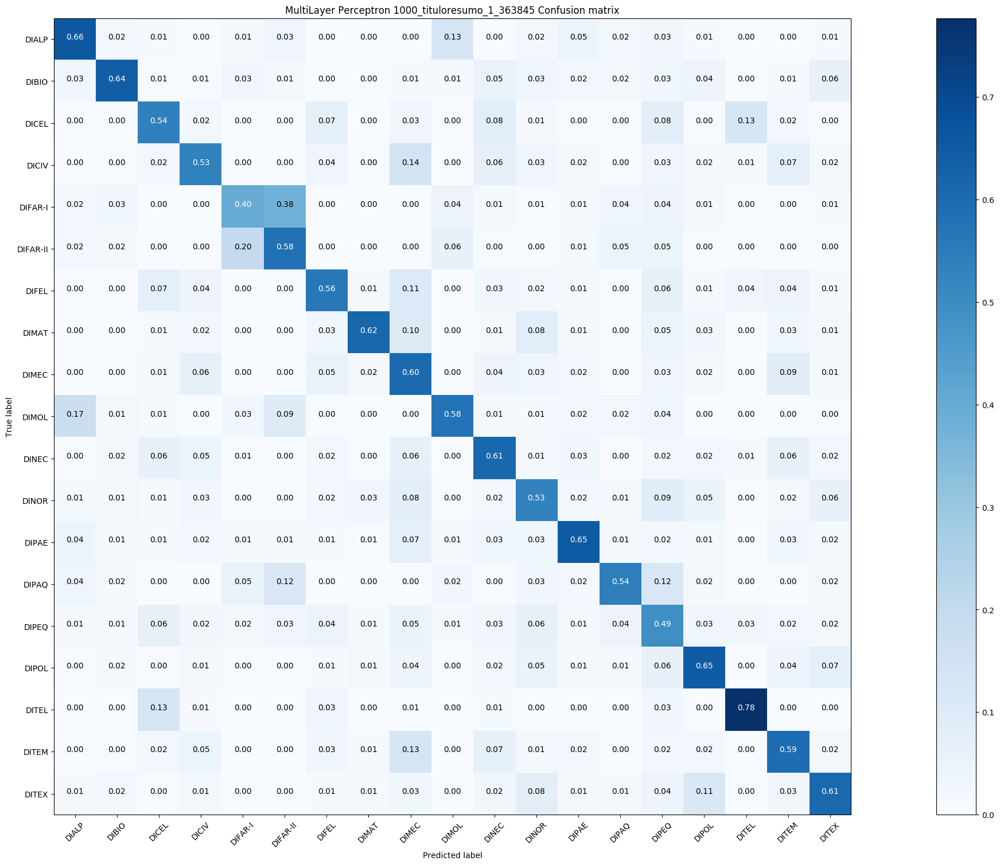 MultiLayer Perceptron 1000_tituloresumo_1_363845 Confusion matrix
DIALP 0.66 0.02 0.01 0.00 0.01 0.03 0.00 0.00 0.00 0.13 0.00 0.02 0.05 0.02 0.03 0.01 0.00 0.00 0.01
DIBIO 0.03 0.64 0.01 0.01 0.03 0.01 0.00 0.00 0.01 0.01 0.05 0.03 0.02 0.02 0.03 0.04 0.00 0.01 0.06
DICEL 0.00 0.00 0.54 0.02 0.00 0.00 0.07 0.00 0.03 0.00 0.08 0.01 0.00 0.00 0.08 0.00 0.13 0.02 0.00
DICIV 0.00 0.00 0.02 0.53 0.00 0.00 0.04 0.00 0.14 0.00 0.06 0.03 0.02 0.00 0.03 0.02 0.01 0.07 0.02
DIFAR-I 0.02 0.03 0.00 0.00 0.40 0.38 0.00 0.00 0.00 0.04 0.01 0.01 0.01 0.04 0.04 0.01 0.00 0.00 0.01
DIFAR-II 0.02 0.02 0.00 0.00 0.20 0.58 0.00 0.00 0.00 0.06 0.00 0.00 0.01 0.05 0.05 0.00 0.00 0.00 0.00
DIFEL 0.00 0.00 0.07 0.04 0.00 0.00 0.56 0.01 0.11 0.00 0.03 0.02 0.01 0.00 0.06 0.01 0.04 0.04 0.01
DIMAT 0.00 0.00 0.01 0.02 0.00 0.00 0.03 0.62 0.10 0.00 0.01 0.08 0.01 0.00 0.05 0.03 0.00 0.03 0.01
DIMEC 0.00 0.00 0.01 0.06 0.00 0.00 0.05 0.02 0.60 0.00 0.04 0.03 0.02 0.00 0.03 0.02 0.00 0.09 0.01
DIMOL 0.17 0.01 0.01 0.00 0.03 0.09 0.00 0.00 0.00 0.58 0.01 0.01 0.02 0.02 0.04 0.00 0.00 0.00 0.00
DINEC 0.00 0.02 0.06 0.05 0.01 0.00 0.02 0.00 0.06 0.00 0.61 0.01 0.03 0.00 0.02 0.02 0.01 0.06 0.02
DINOR 0.01 0.01 0.01 0.03 0.00 0.00 0.02 0.03 0.08 0.00 0.02 0.53 0.02 0.01 0.09 0.05 0.00 0.02 0.06
DIPAE 0.04 0.01 0.01 0.02 0.01 0.01 0.01 0.01 0.07 0.01 0.03 0.03 0.65 0.01 0.02 0.01 0.00 0.03 0.02
DIPAQ 0.04 0.02 0.00 0.00 0.05 0.12 0.00 0.00 0.00 0.02 0.00 0.03 0.02 0.54 0.12 0.02 0.00 0.00 0.02
DIPEQ 0.01 0.01 0.06 0.02 0.02 0.03 0.04 0.01 0.05 0.01 0.03 0.06 0.01 0.04 0.49 0.03 0.03 0.02 0.02
DIPOL 0.00 0.02 0.00 0.01 0.00 0.00 0.01 0.01 0.04 0.00 0.02 0.05 0.01 0.01 0.06 0.65 0.00 0.04 0.07
DITEL 0.00 0.00 0.13 0.01 0.00 0.00 0.03 0.00 0.01 0.00 0.01 0.00 0.00 0.00 0.03 0.00 0.78 0.00 0.00
DITEM 0.00 0.00 0.02 0.05 0.00 0.00 0.03 0.01 0.13 0.00 0.07 0.01 0.02 0.00 0.02 0.02 0.00 0.59 0.02
DITEX 0.01 0.02 0.00 0.01 0.00 0.00 0.01 0.01 0.03 0.00 0.02 0.08 0.01 0.01 0.04 0.11 0.00 0.03 0.61
True label
DIALP DIBIO DICEL DICIV DIFAR-I DIFAR-II DIFEL DIMAT DIMEC DIMOL DINEC DINOR DIPAE DIPAQ DIPEQ DIPOL DITEL DITEM DITEX
Predicted label
0.7
0.6
0.5
0.4
0.3
0.2
0.1
0.0